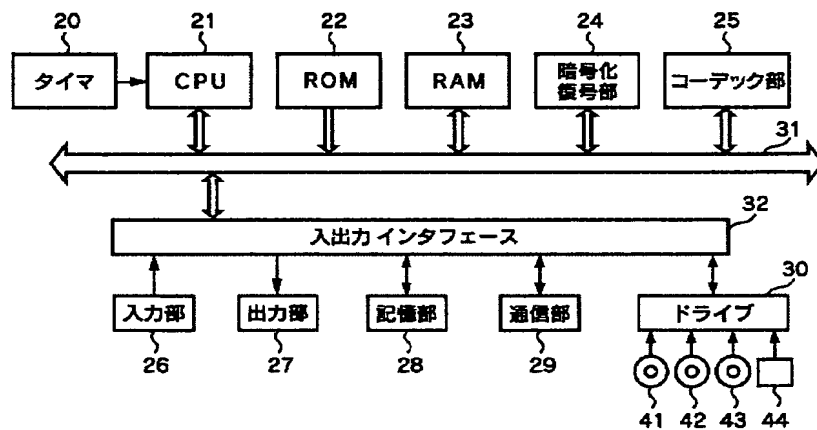 20
21
22
23
24
25
タイマ
CPU
ROM
RAM
暗号化
復号部
コーデック部
31
32
入出力 インタフェース
30
入力部
出力部
記憶部
通信部
ドライブ
26
27
28
29
41
42
43
44